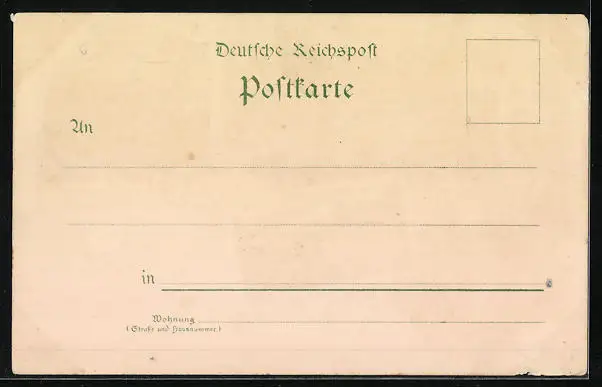 Deutſche Reichspoſt
Poſtkarte
An
in
Wohnung
(Straße und Hausnummer)